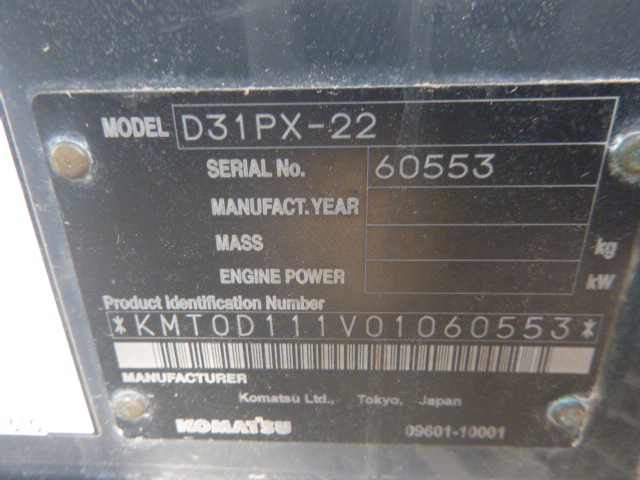 MODEL D31PX-22
SERIAL No. 60553
MANUFACT. YEAR
MASS kg
ENGINE POWER kW
Product Identification Number
*KMT0D111V01060553*
MANUFACTURER
Komatsu Ltd., Tokyo, Japan
KOMATSU 09601-10001